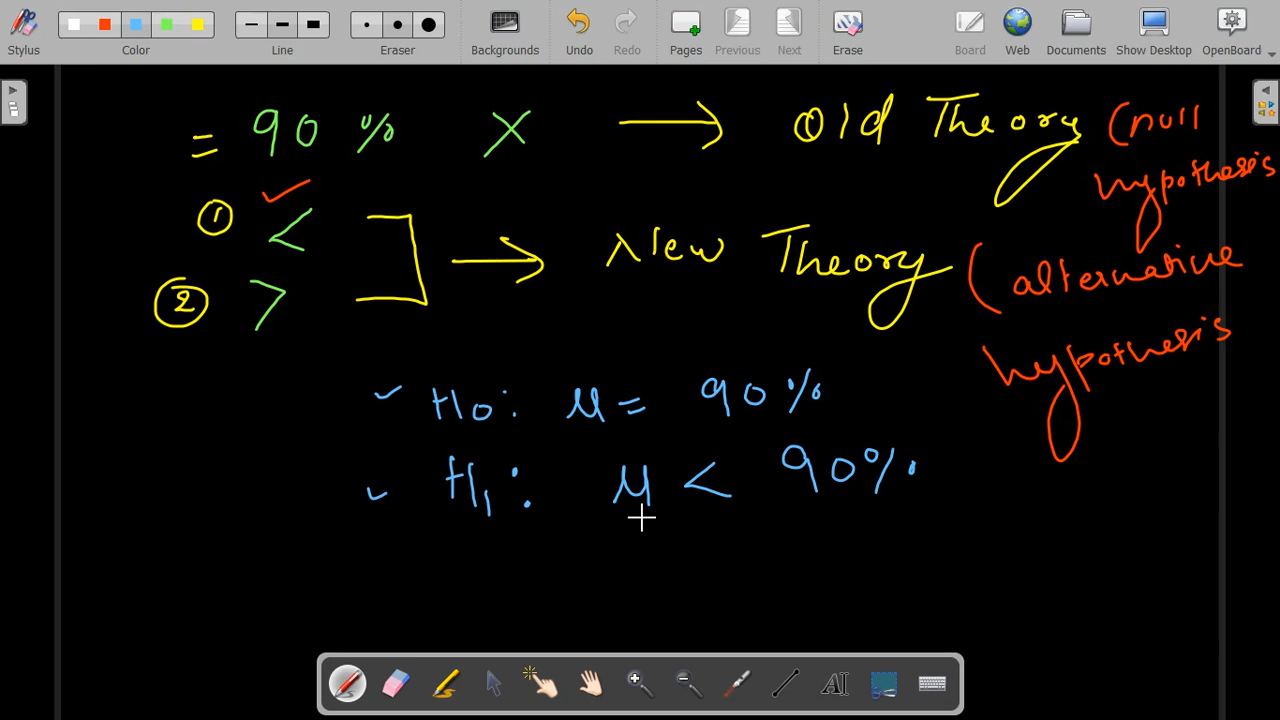 Stylus Color Line Eraser Backgrounds Undo Redo Pages Previous Next Erase Board Web Documents Show Desktop OpenBoard
= 90 % X → Old Theory (null
hypothesis
① ✓ <
② > → New Theory (alternative
hypothesis
✓ H0: μ = 90%
✓ H1: μ < 90%
AI